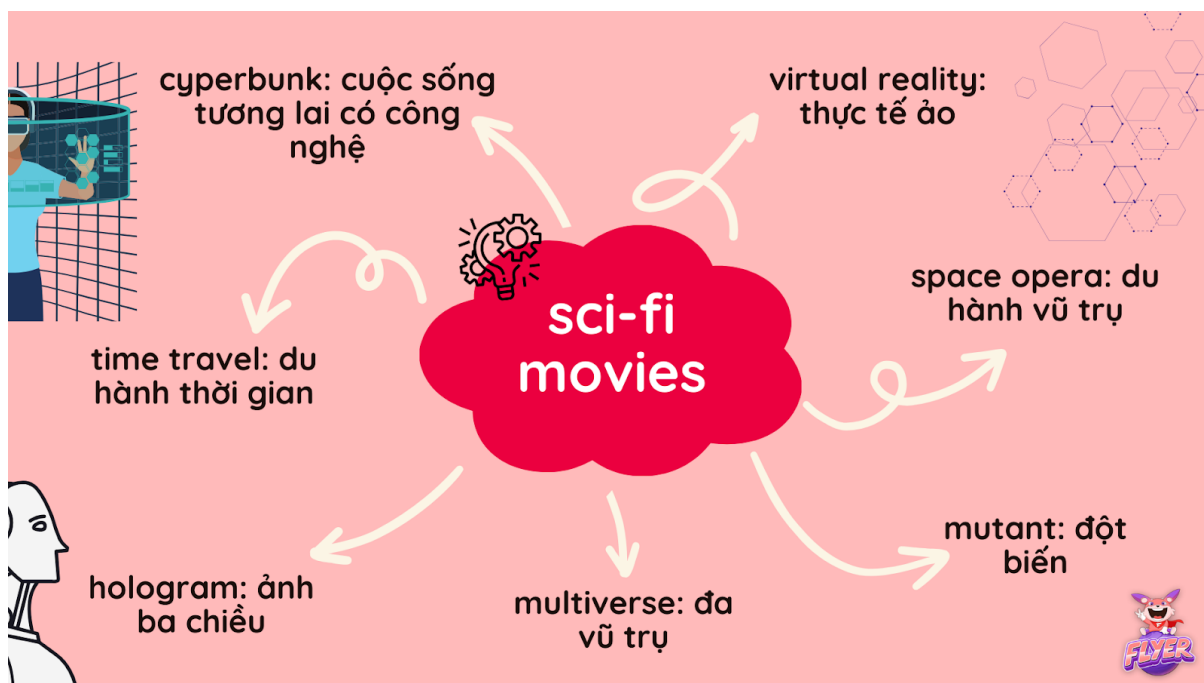 cyperbunk: cuộc sống
tương lai có công
nghệ
virtual reality:
thực tế ảo
space opera: du
hành vũ trụ
sci-fi
movies
time travel: du
hành thời gian
mutant: đột
biến
hologram: ảnh
ba chiều
multiverse: đa
vũ trụ
FLYER